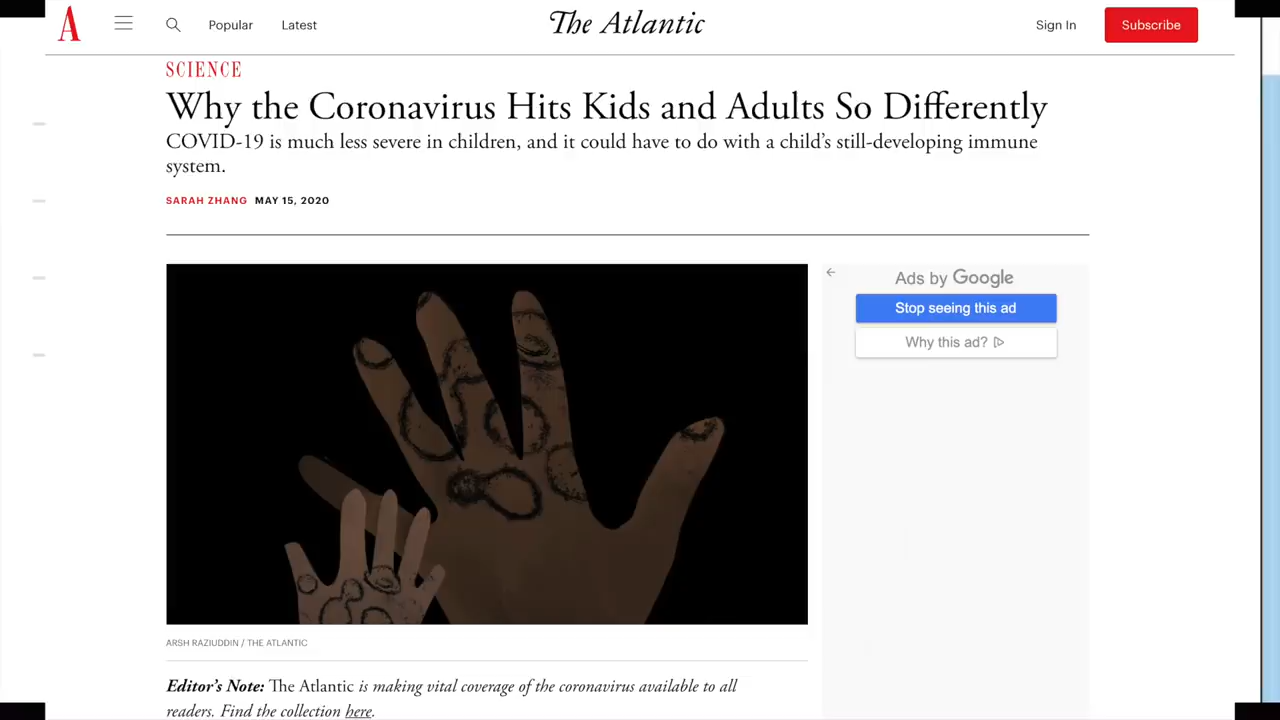 A Popular Latest The Atlantic Sign In Subscribe
SCIENCE
Why the Coronavirus Hits Kids and Adults So Differently
COVID-19 is much less severe in children, and it could have to do with a child’s still-developing immune
system.
SARAH ZHANG MAY 15, 2020
Ads by Google
Stop seeing this ad
Why this ad?
ARSH RAZIUDDIN / THE ATLANTIC
Editor’s Note: The Atlantic is making vital coverage of the coronavirus available to all
readers. Find the collection here.